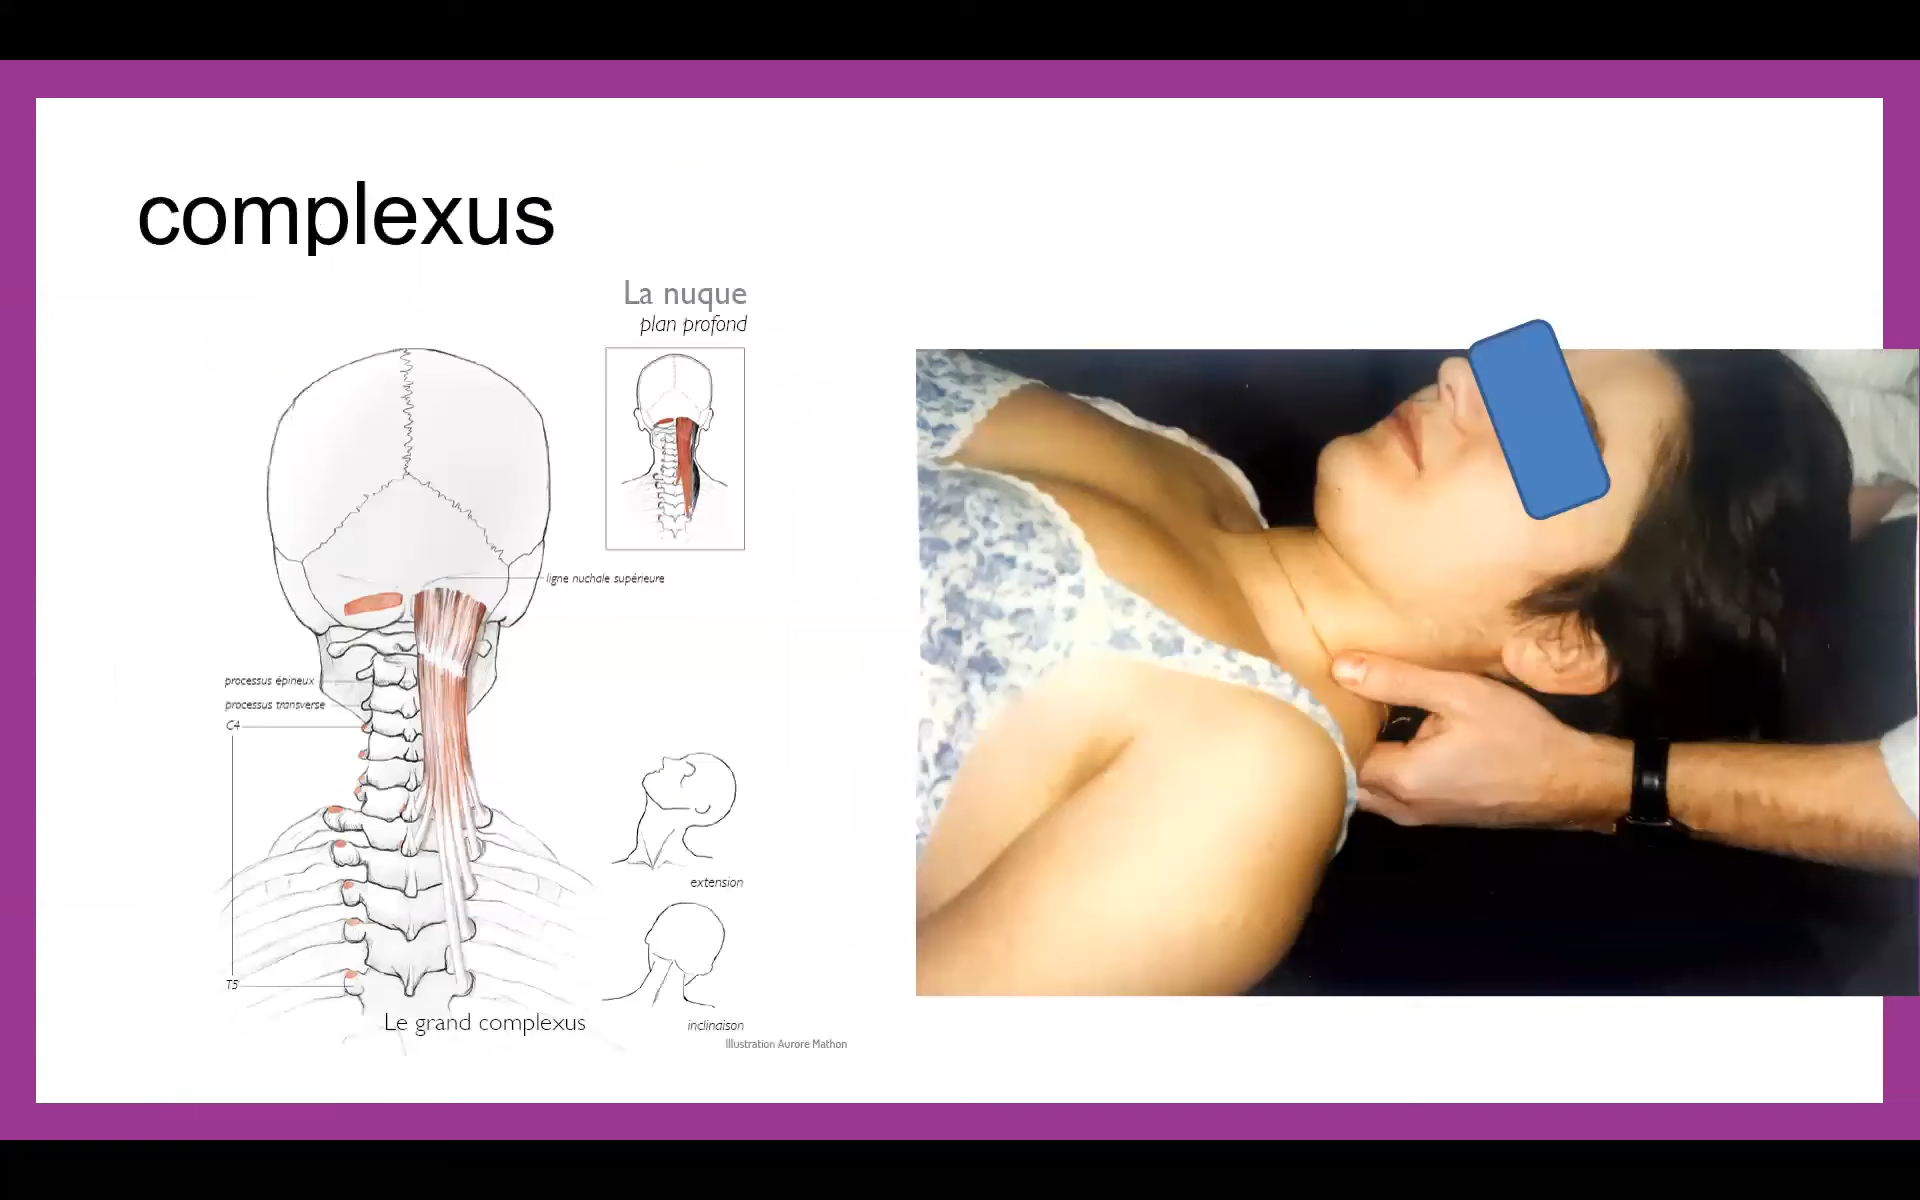 complexus
La nuque
plan profond
ligne nuchale supérieure
processus épineux
processus transverse
C4
extension
T5
Le grand complexus
inclinaison
Illustration Aurore Mathon